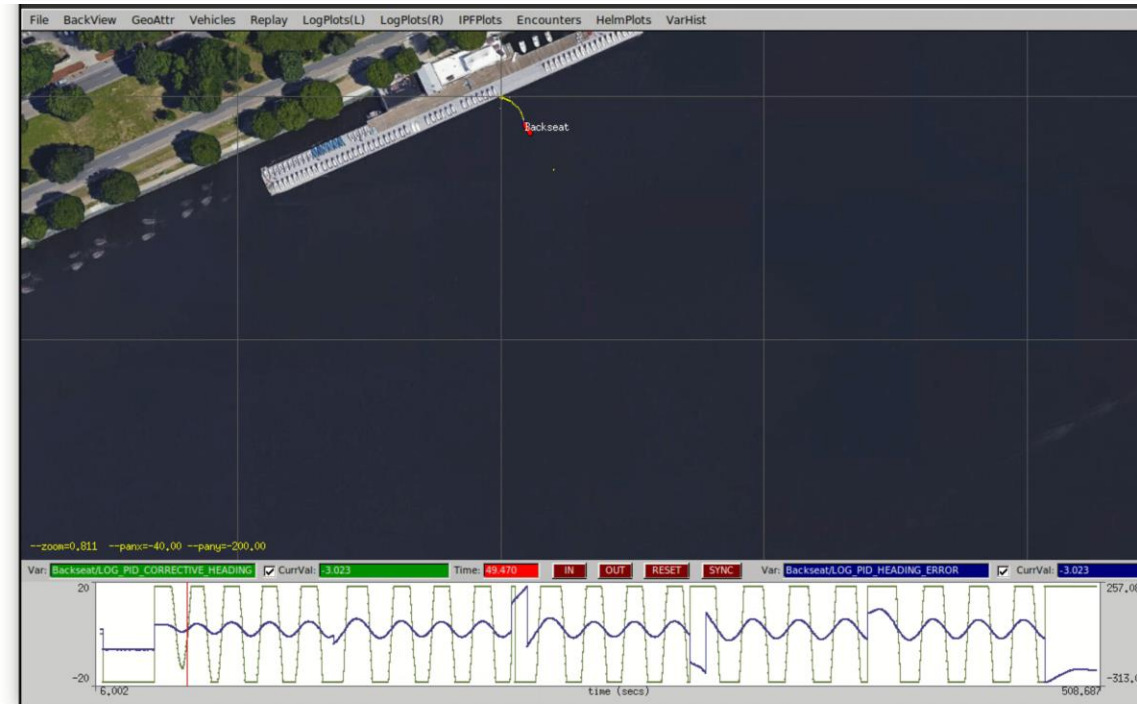 File BackView GeoAttr Vehicles Replay LogPlots(L) LogPlots(R) IPFPlots Encounters HelmPlots VarHist
Backseat
--zoom=0.811 --panx=-40.00 --pany=-200.00
Var: Backseat/LOG_PID_CORRECTIVE_HEADING CurrVal: -3.023 Time: 49.470 IN OUT RESET SYNC Var: Backseat/LOG_PID_HEADING_ERROR CurrVal: -3.023
20 257.08
-20 -313.0
6.002 time (secs) 508.687